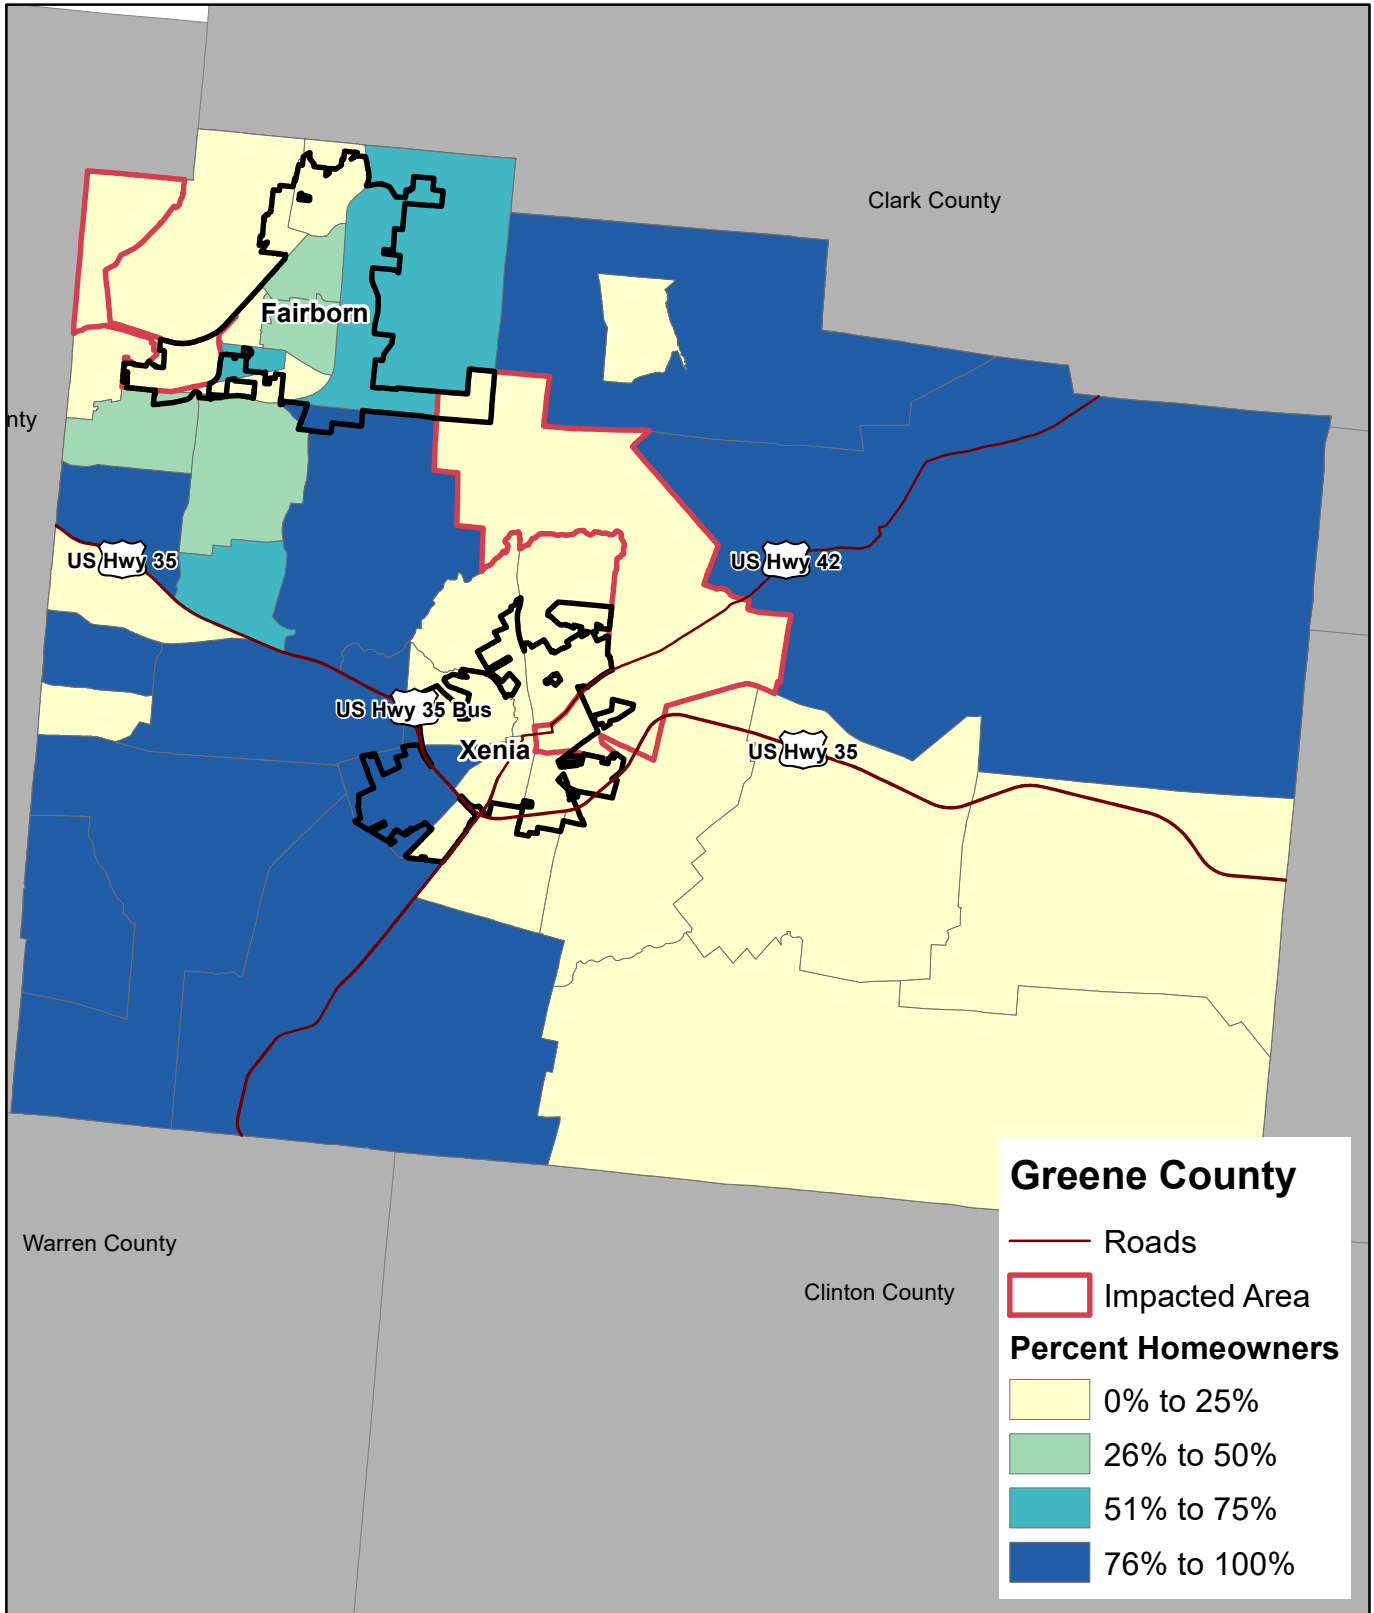 Clark County
Fairborn
nty
US Hwy 35
US Hwy 42
US Hwy 35 Bus
Xenia
US Hwy 35
Warren County
Clinton County
Greene County
Roads
Impacted Area
Percent Homeowners
0% to 25%
26% to 50%
51% to 75%
76% to 100%